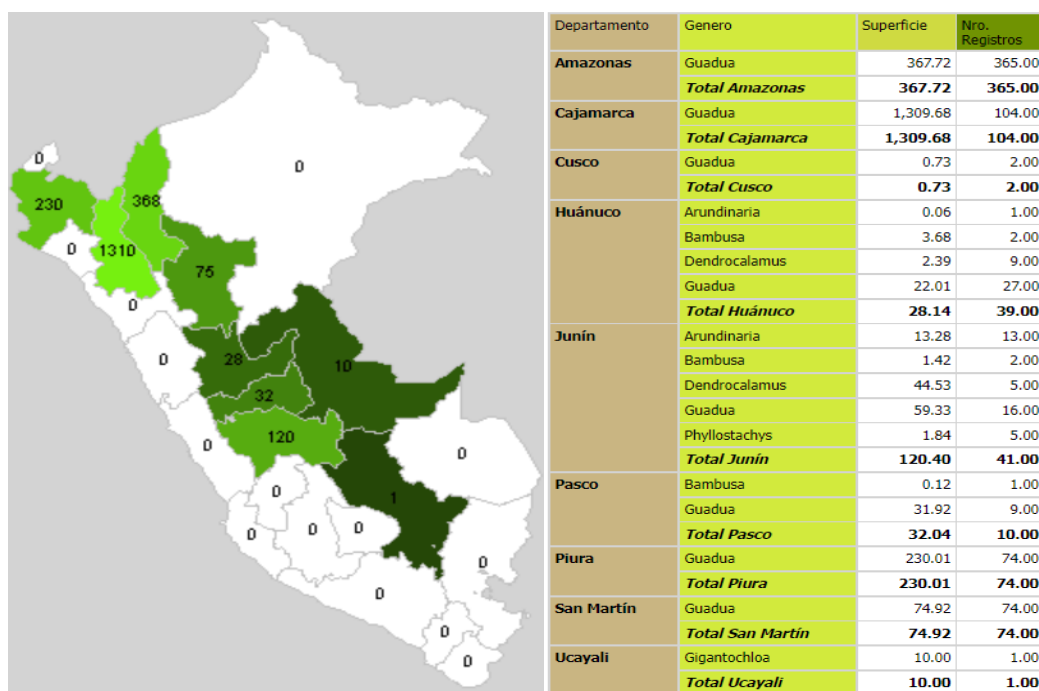 0
0
230
368
0
1310
75
0
0
28
10
32
0
120
0
0
1
0
0
0
0
0
0
0
Departamento Genero Superficie Nro. Registros
Amazonas Guadua 367.72 365.00
Total Amazonas 367.72 365.00
Cajamarca Guadua 1,309.68 104.00
Total Cajamarca 1,309.68 104.00
Cusco Guadua 0.73 2.00
Total Cusco 0.73 2.00
Huánuco Arundinaria 0.06 1.00
Bambusa 3.68 2.00
Dendrocalamus 2.39 9.00
Guadua 22.01 27.00
Total Huánuco 28.14 39.00
Junín Arundinaria 13.28 13.00
Bambusa 1.42 2.00
Dendrocalamus 44.53 5.00
Guadua 59.33 16.00
Phyllostachys 1.84 5.00
Total Junín 120.40 41.00
Pasco Bambusa 0.12 1.00
Guadua 31.92 9.00
Total Pasco 32.04 10.00
Piura Guadua 230.01 74.00
Total Piura 230.01 74.00
San Martín Guadua 74.92 74.00
Total San Martín 74.92 74.00
Ucayali Gigantochloa 10.00 1.00
Total Ucayali 10.00 1.00